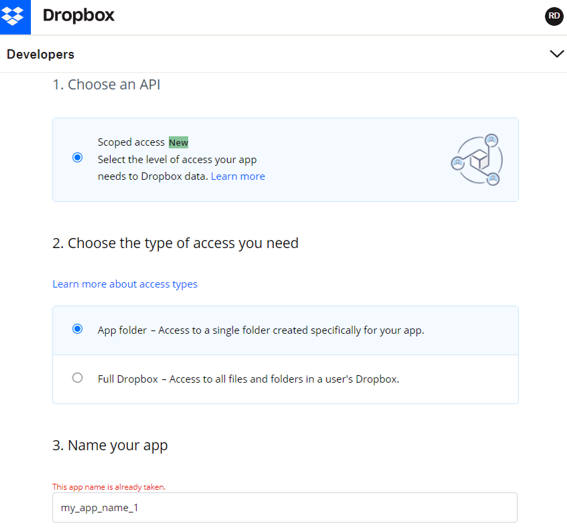 Dropbox
RD
Developers
1. Choose an API
Scoped access New
Select the level of access your app
needs to Dropbox data. Learn more
2. Choose the type of access you need
Learn more about access types
App folder – Access to a single folder created specifically for your app.
Full Dropbox – Access to all files and folders in a user's Dropbox.
3. Name your app
This app name is already taken.
my_app_name_1